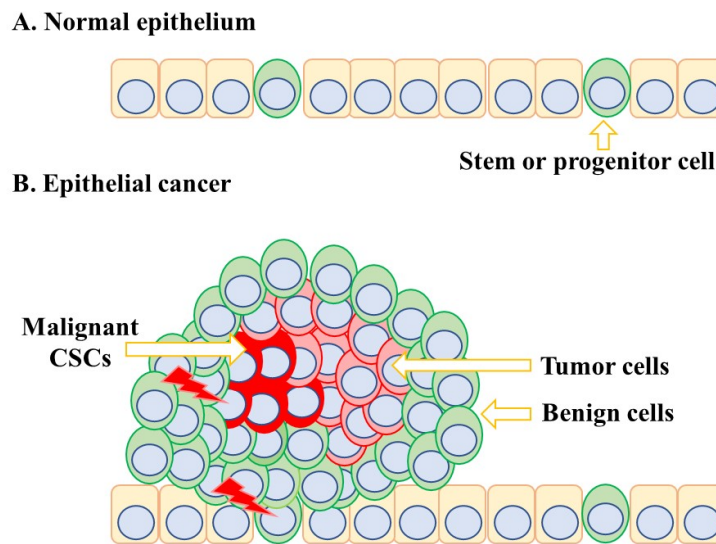 A. Normal epithelium
Stem or progenitor cell
B. Epithelial cancer
Malignant
CSCs
Tumor cells
Benign cells